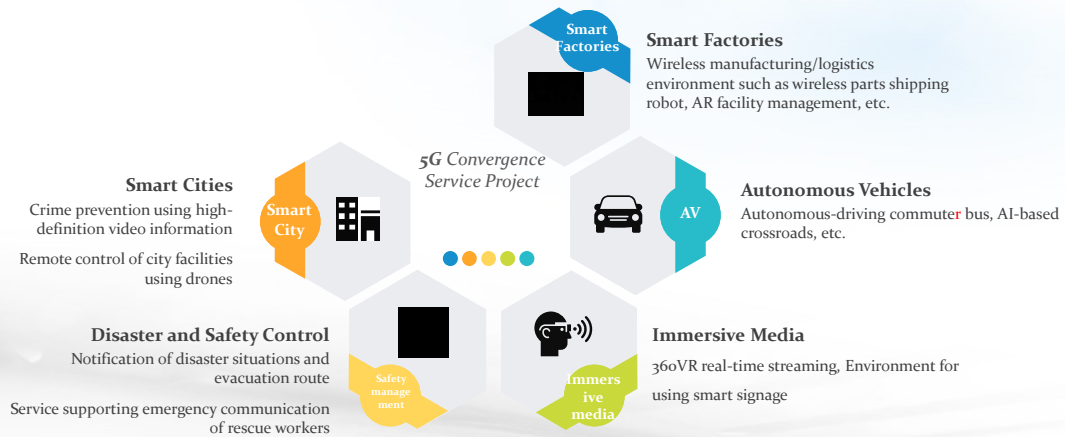 Smart
Factories
Smart Factories
Wireless manufacturing/logistics
environment such as wireless parts shipping
robot, AR facility management, etc.
5G Convergence
Service Project
Smart Cities
Crime prevention using high-
definition video information
Remote control of city facilities
using drones
Smart
City
AV
Autonomous Vehicles
Autonomous-driving commuter bus, AI-based
crossroads, etc.
Disaster and Safety Control
Notification of disaster situations and
evacuation route
Service supporting emergency communication
of rescue workers
Safety
manage
ment
Immers
ive
media
Immersive Media
360VR real-time streaming, Environment for
using smart signage